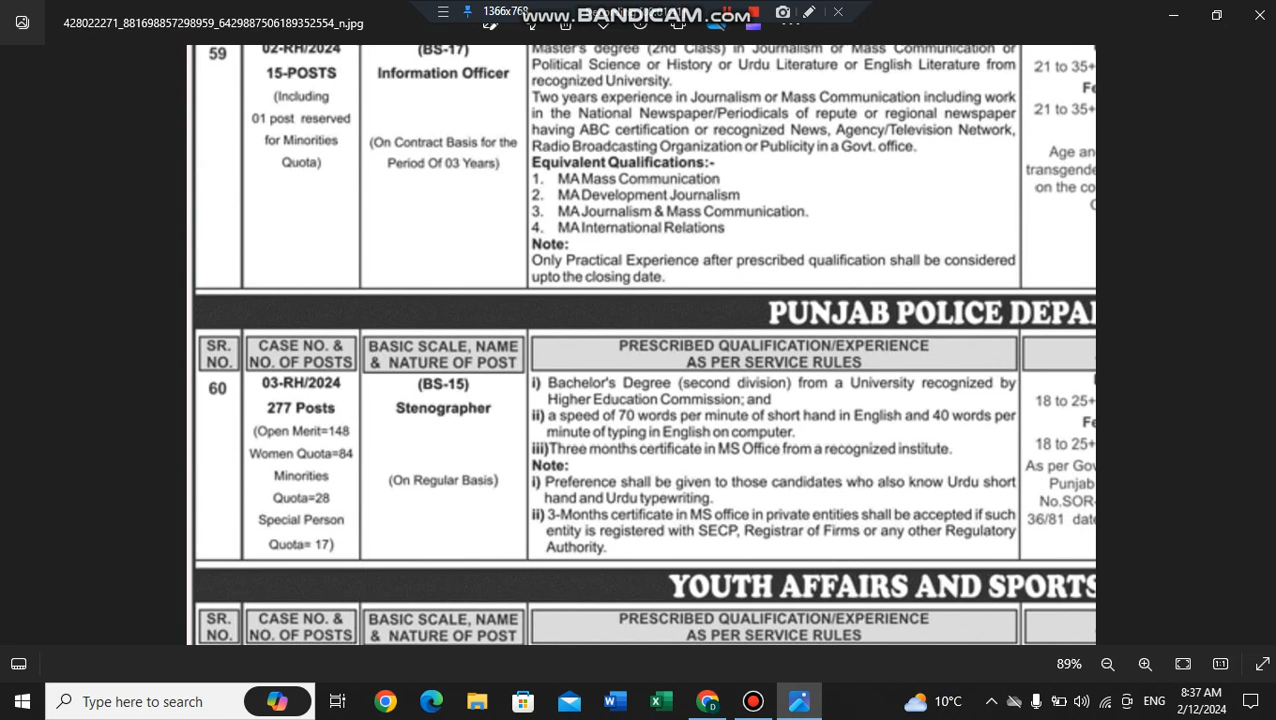 428022271_881698857298959_6429887506189352554_n.jpg
1366x768
www.BANDICAM.com
59
02-RH/2024
15-POSTS
(Including
01 post reserved
for Minorities
Quota)
(BS-17)
Information Officer
(On Contract Basis for the
Period Of 03 Years)
Master's degree (2nd Class) in Journalism or Mass Communication or
Political Science or History or Urdu Literature or English Literature from
recognized University.
Two years experience in Journalism or Mass Communication including work
in the National Newspaper/Periodicals of repute or regional newspaper
having ABC certification or recognized News, Agency/Television Network,
Radio Broadcasting Organization or Publicity in a Govt. office.
Equivalent Qualifications:-
1. MA Mass Communication
2. MA Development Journalism
3. MA Journalism & Mass Communication.
4. MA International Relations
Note:
Only Practical Experience after prescribed qualification shall be considered
upto the closing date.
21 to 35+
Fe
21 to 35+
Age an
transgende
on the co
PUNJAB POLICE DEPA
SR.
NO.
CASE NO. &
NO. OF POSTS
BASIC SCALE, NAME
& NATURE OF POST
PRESCRIBED QUALIFICATION/EXPERIENCE
AS PER SERVICE RULES
60
03-RH/2024
277 Posts
(Open Merit=148
Women Quota=84
Minorities
Quota=28
Special Person
Quota= 17)
(BS-15)
Stenographer
(On Regular Basis)
i) Bachelor's Degree (second division) from a University recognized by
Higher Education Commission; and
ii) a speed of 70 words per minute of short hand in English and 40 words per
minute of typing in English on computer.
iii)Three months certificate in MS Office from a recognized institute.
Note:
i) Preference shall be given to those candidates who also know Urdu short
hand and Urdu typewriting.
ii) 3-Months certificate in MS office in private entities shall be accepted if such
entity is registered with SECP, Registrar of Firms or any other Regulatory
Authority.
18 to 25+
Fe
18 to 25+
As per Gov
Punjab
No.SOR-
36/81 date
YOUTH AFFAIRS AND SPORTS
SR.
NO.
CASE NO. &
NO. OF POSTS
BASIC SCALE, NAME
& NATURE OF POST
PRESCRIBED QUALIFICATION/EXPERIENCE
AS PER SERVICE RULES
89%
Type here to search
10°C
ENG
8:37 AM
2/12/2024